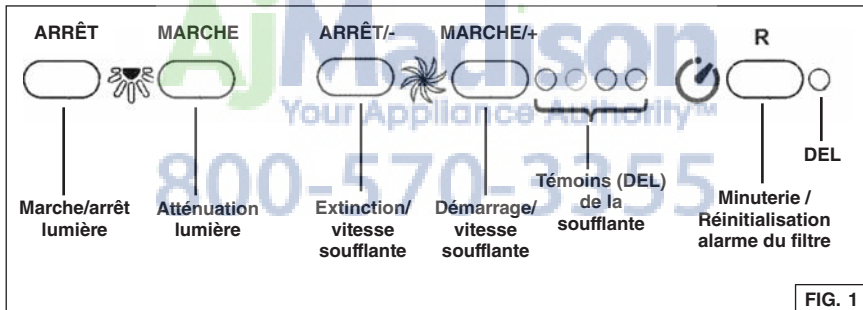 ARRÊT MARCHE ARRÊT/- MARCHE/+ R
AjMadison
Your Appliance Authority™
800-570-3355
DEL
Marche/arrêt
lumière
Atténuation
lumière
Extinction/
vitesse
soufflante
Démarrage/
vitesse
soufflante
Témoins (DEL)
de la
soufflante
Minuterie /
Réinitialisation
alarme du filtre
FIG. 1